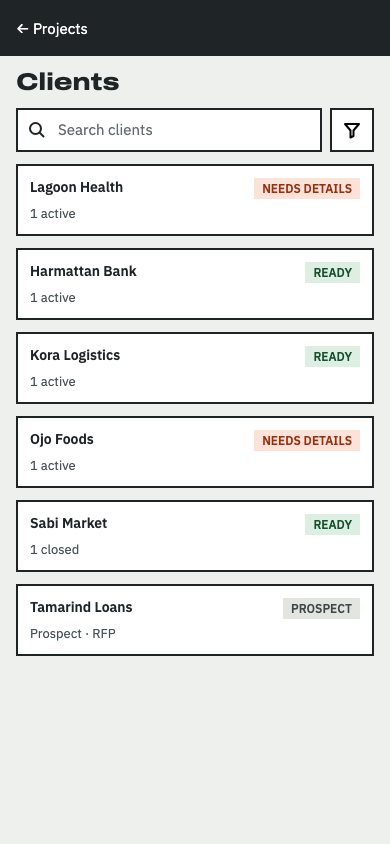 ← Projects
Clients
Search clients
Lagoon Health
NEEDS DETAILS
1 active
Harmattan Bank
READY
1 active
Kora Logistics
READY
1 active
Ojo Foods
NEEDS DETAILS
1 active
Sabi Market
READY
1 closed
Tamarind Loans
PROSPECT
Prospect · RFP